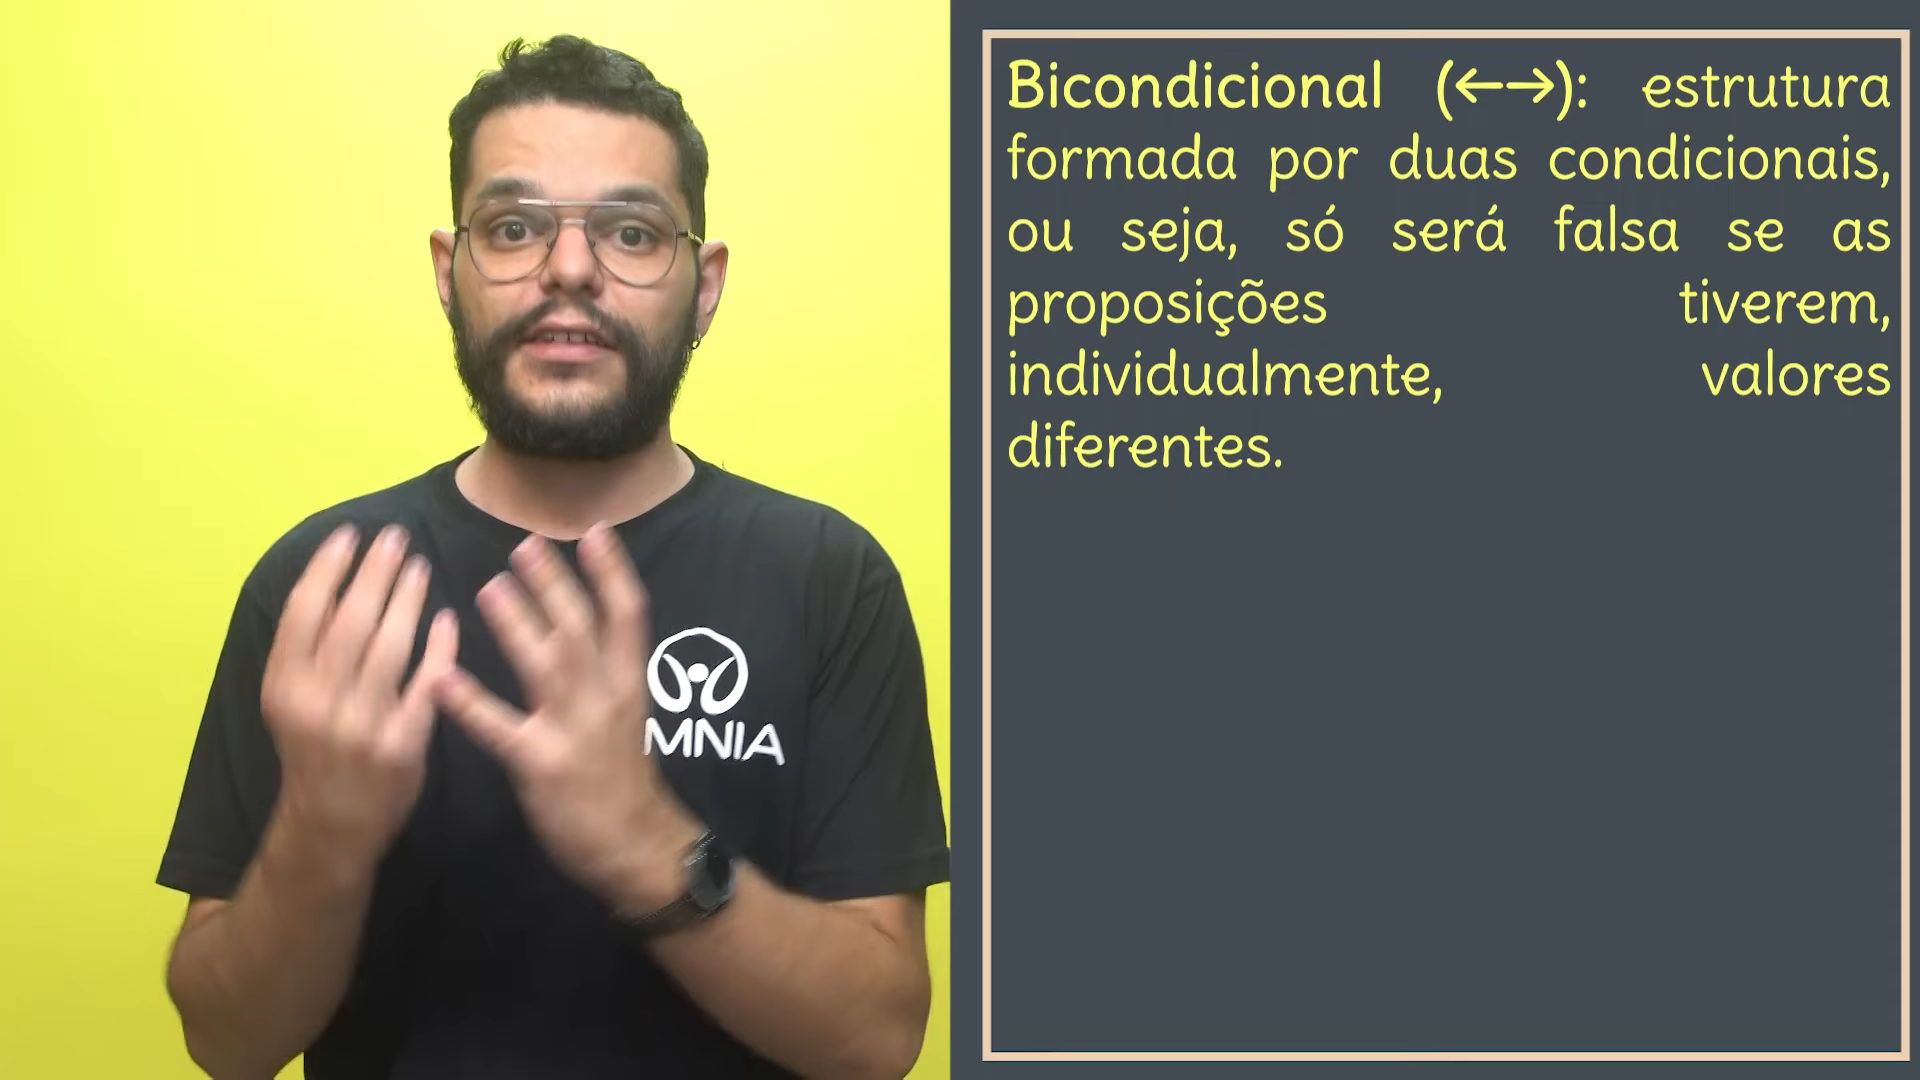 Bicondicional (←→): estrutura
formada por duas condicionais,
ou seja, só será falsa se as
proposições tiverem,
individualmente, valores
diferentes.
MNIA